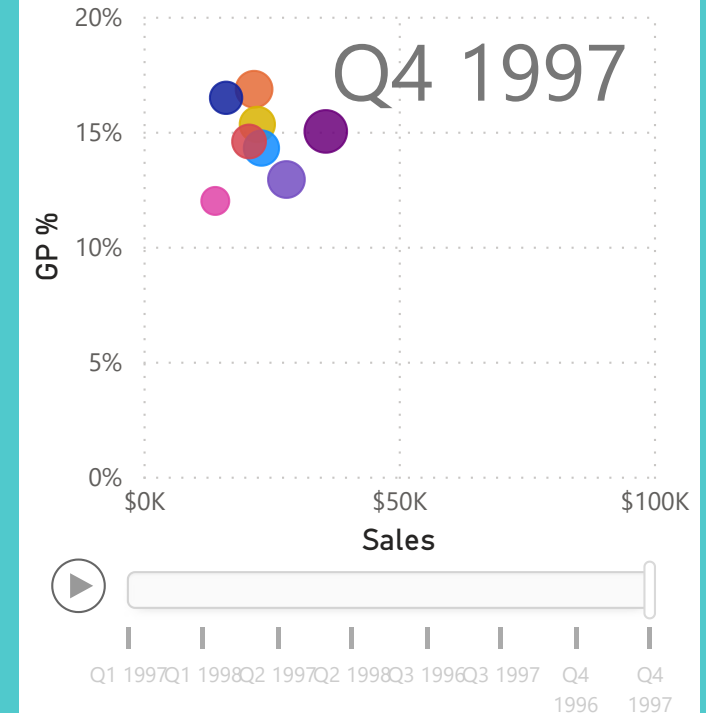 20%
Q4 1997
15%
GP %
10%
5%
0%
$0K $50K $100K
Sales
Q1 1997 Q1 1998 Q2 1997 Q2 1998 Q3 1996 Q3 1997 Q4 Q4
1996 1997